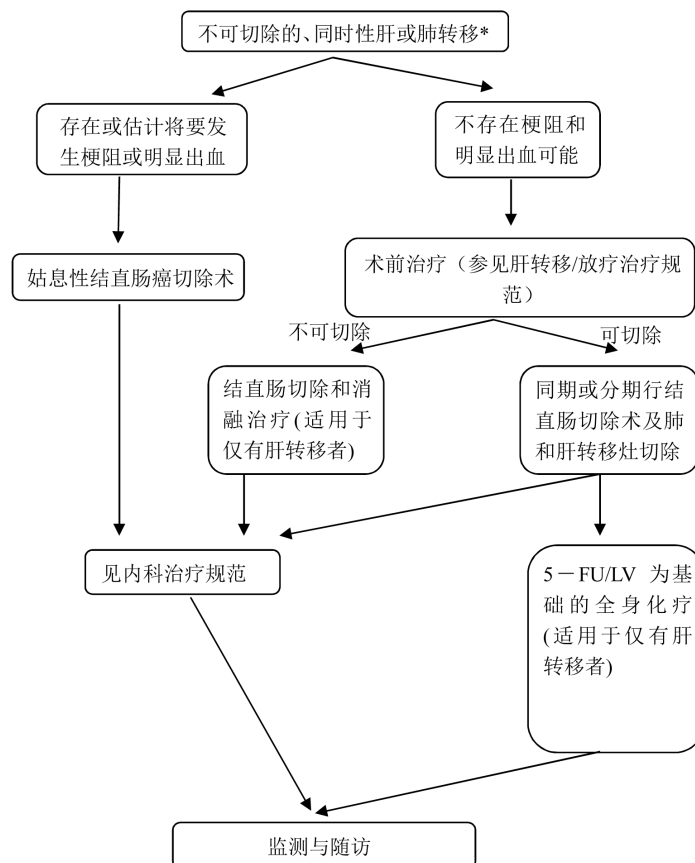 不可切除的、同时性肝或肺转移*
存在或估计将要发
生梗阻或明显出血
不存在梗阻和
明显出血可能
姑息性结直肠癌切除术
术前治疗（参见肝转移/放疗治疗规
范）
不可切除
可切除
结直肠切除和消
融治疗(适用于
仅有肝转移者)
同期或分期行结
直肠切除术及肺
和肝转移灶切除
见内科治疗规范
5－FU/LV 为基
础的全身化疗
(适用于仅有肝
转移者)
监测与随访